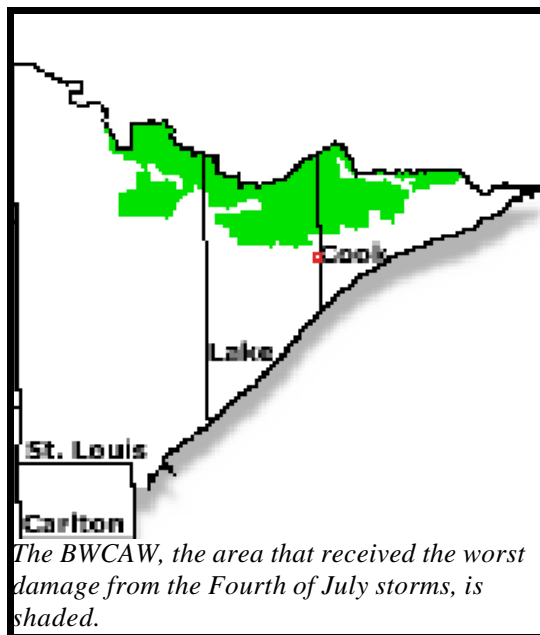 Cook
Lake
St. Louis
Carlton
The BWCAW, the area that received the worst
damage from the Fourth of July storms, is
shaded.